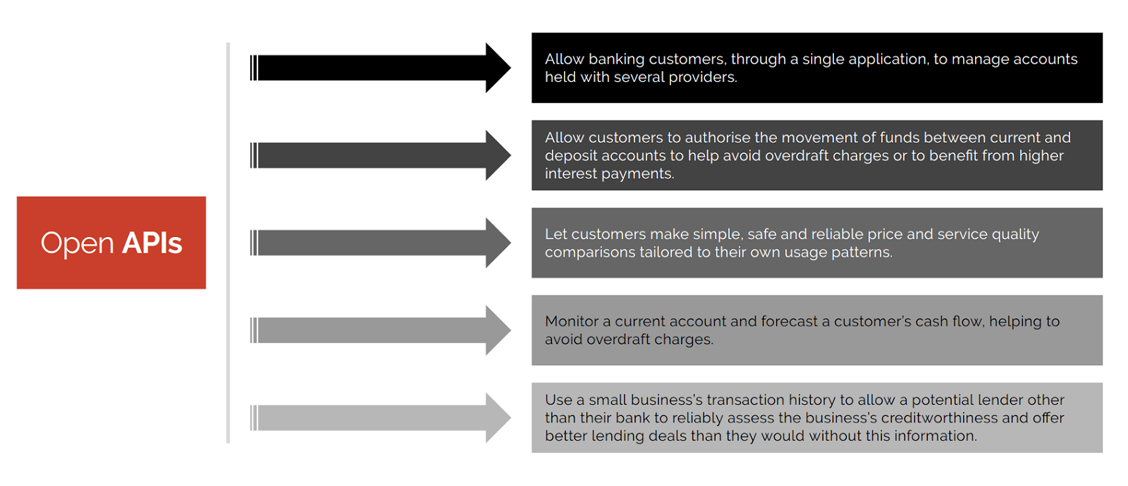 Open APIs
Allow banking customers, through a single application, to manage accounts
held with several providers.
Allow customers to authorise the movement of funds between current and
deposit accounts to help avoid overdraft charges or to benefit from higher
interest payments.
Let customers make simple, safe and reliable price and service quality
comparisons tailored to their own usage patterns.
Monitor a current account and forecast a customer's cash flow, helping to
avoid overdraft charges.
Use a small business's transaction history to allow a potential lender other
than their bank to reliably assess the business's creditworthiness and offer
better lending deals than they would without this information.